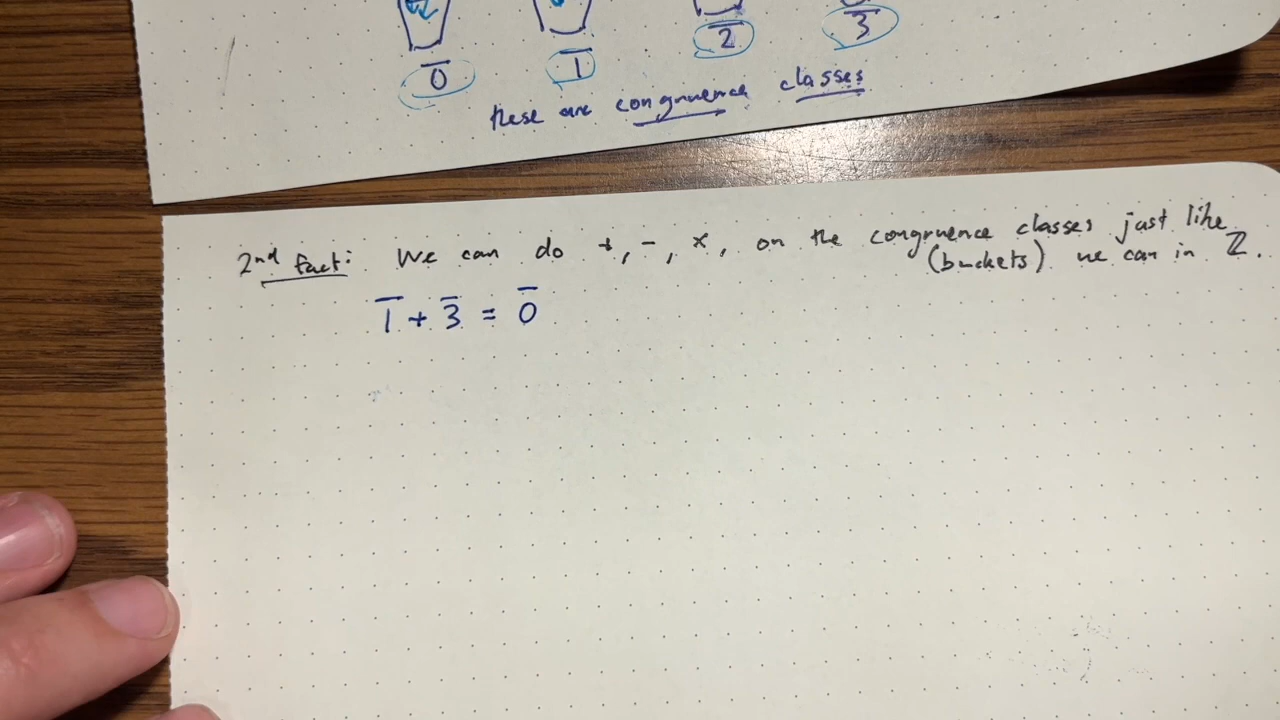 0̅ 1̅ 2̅ 3̅
these are congruence classes
2nd fact: We can do +, -, ×, on the congruence classes just like
(buckets) we can in ℤ.
1̅ + 3̅ = 0̅